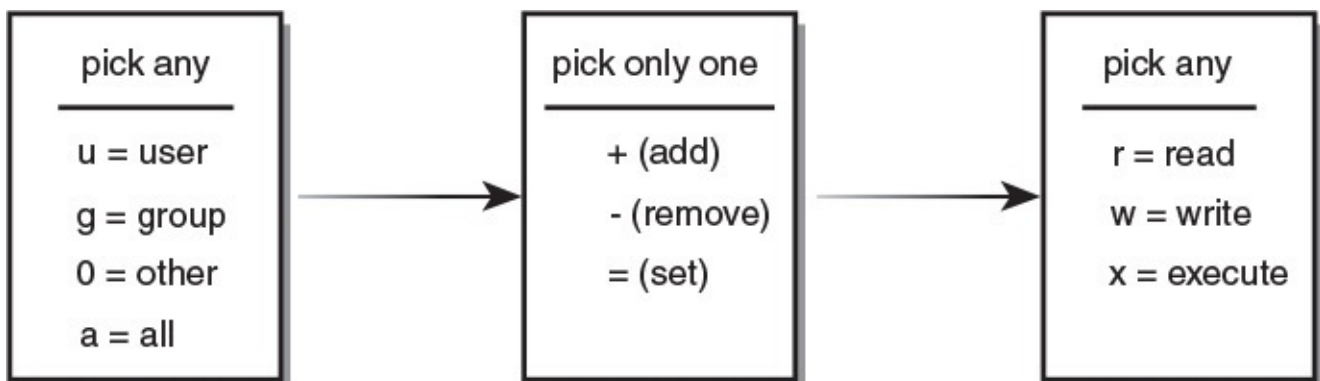 pick any
u = user
g = group
0 = other
a = all
pick only one
+ (add)
- (remove)
= (set)
pick any
r = read
w = write
x = execute